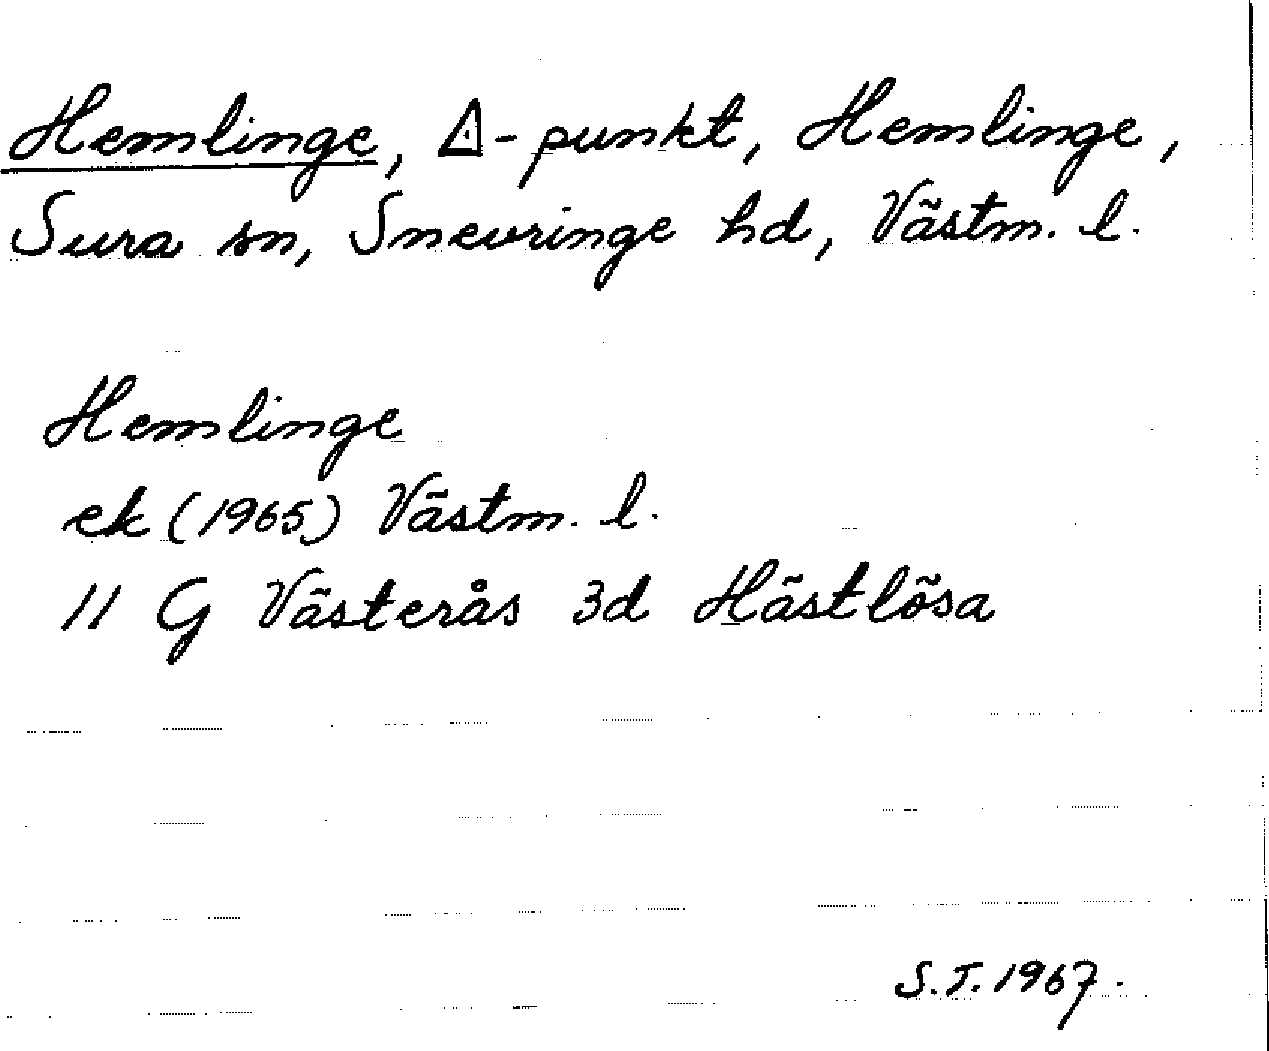 Hemlinge, △-punkt, Hemlinge,
Sura sn, Snevringe hd, Västm. l.
Hemlinge
ek (1965) Västm. l.
11 G Västerås 3d Hästlösa
S.T. 1967.